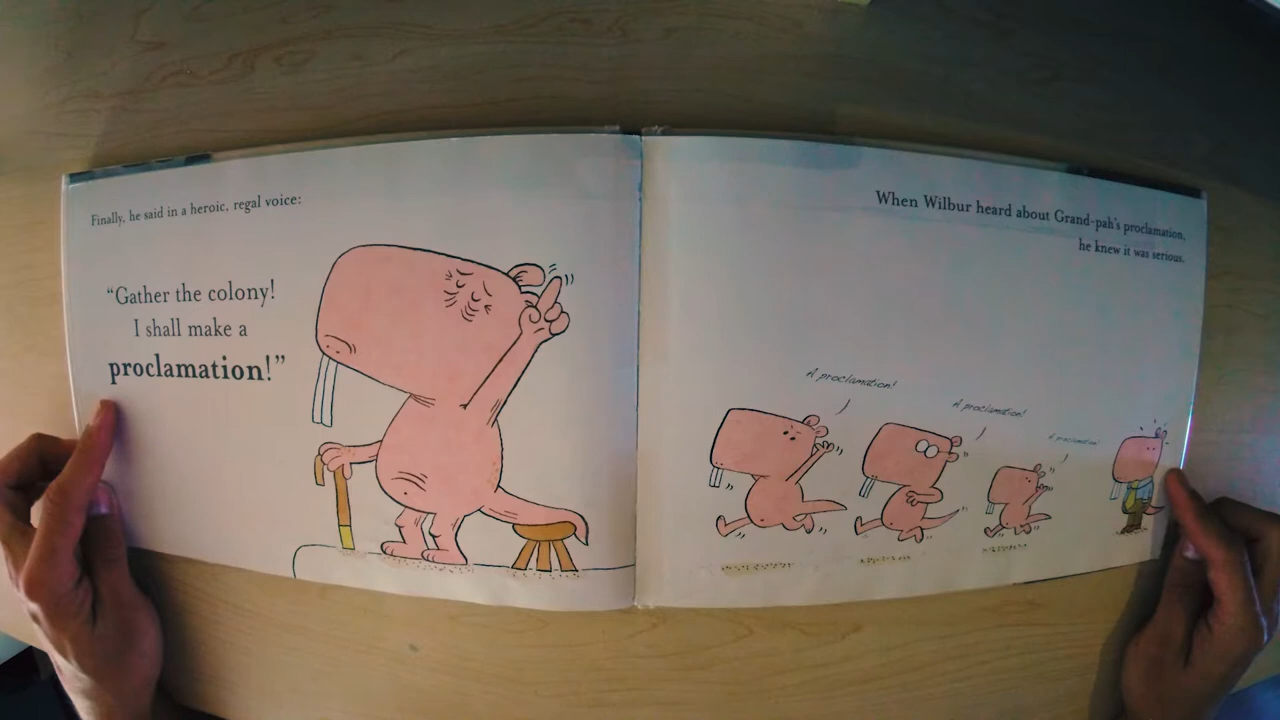 Finally, he said in a heroic, regal voice:
“Gather the colony!
I shall make a
proclamation!”
When Wilbur heard about Grand-pah's proclamation,
he knew it was serious.
A proclamation!
A proclamation!
A proclamation!